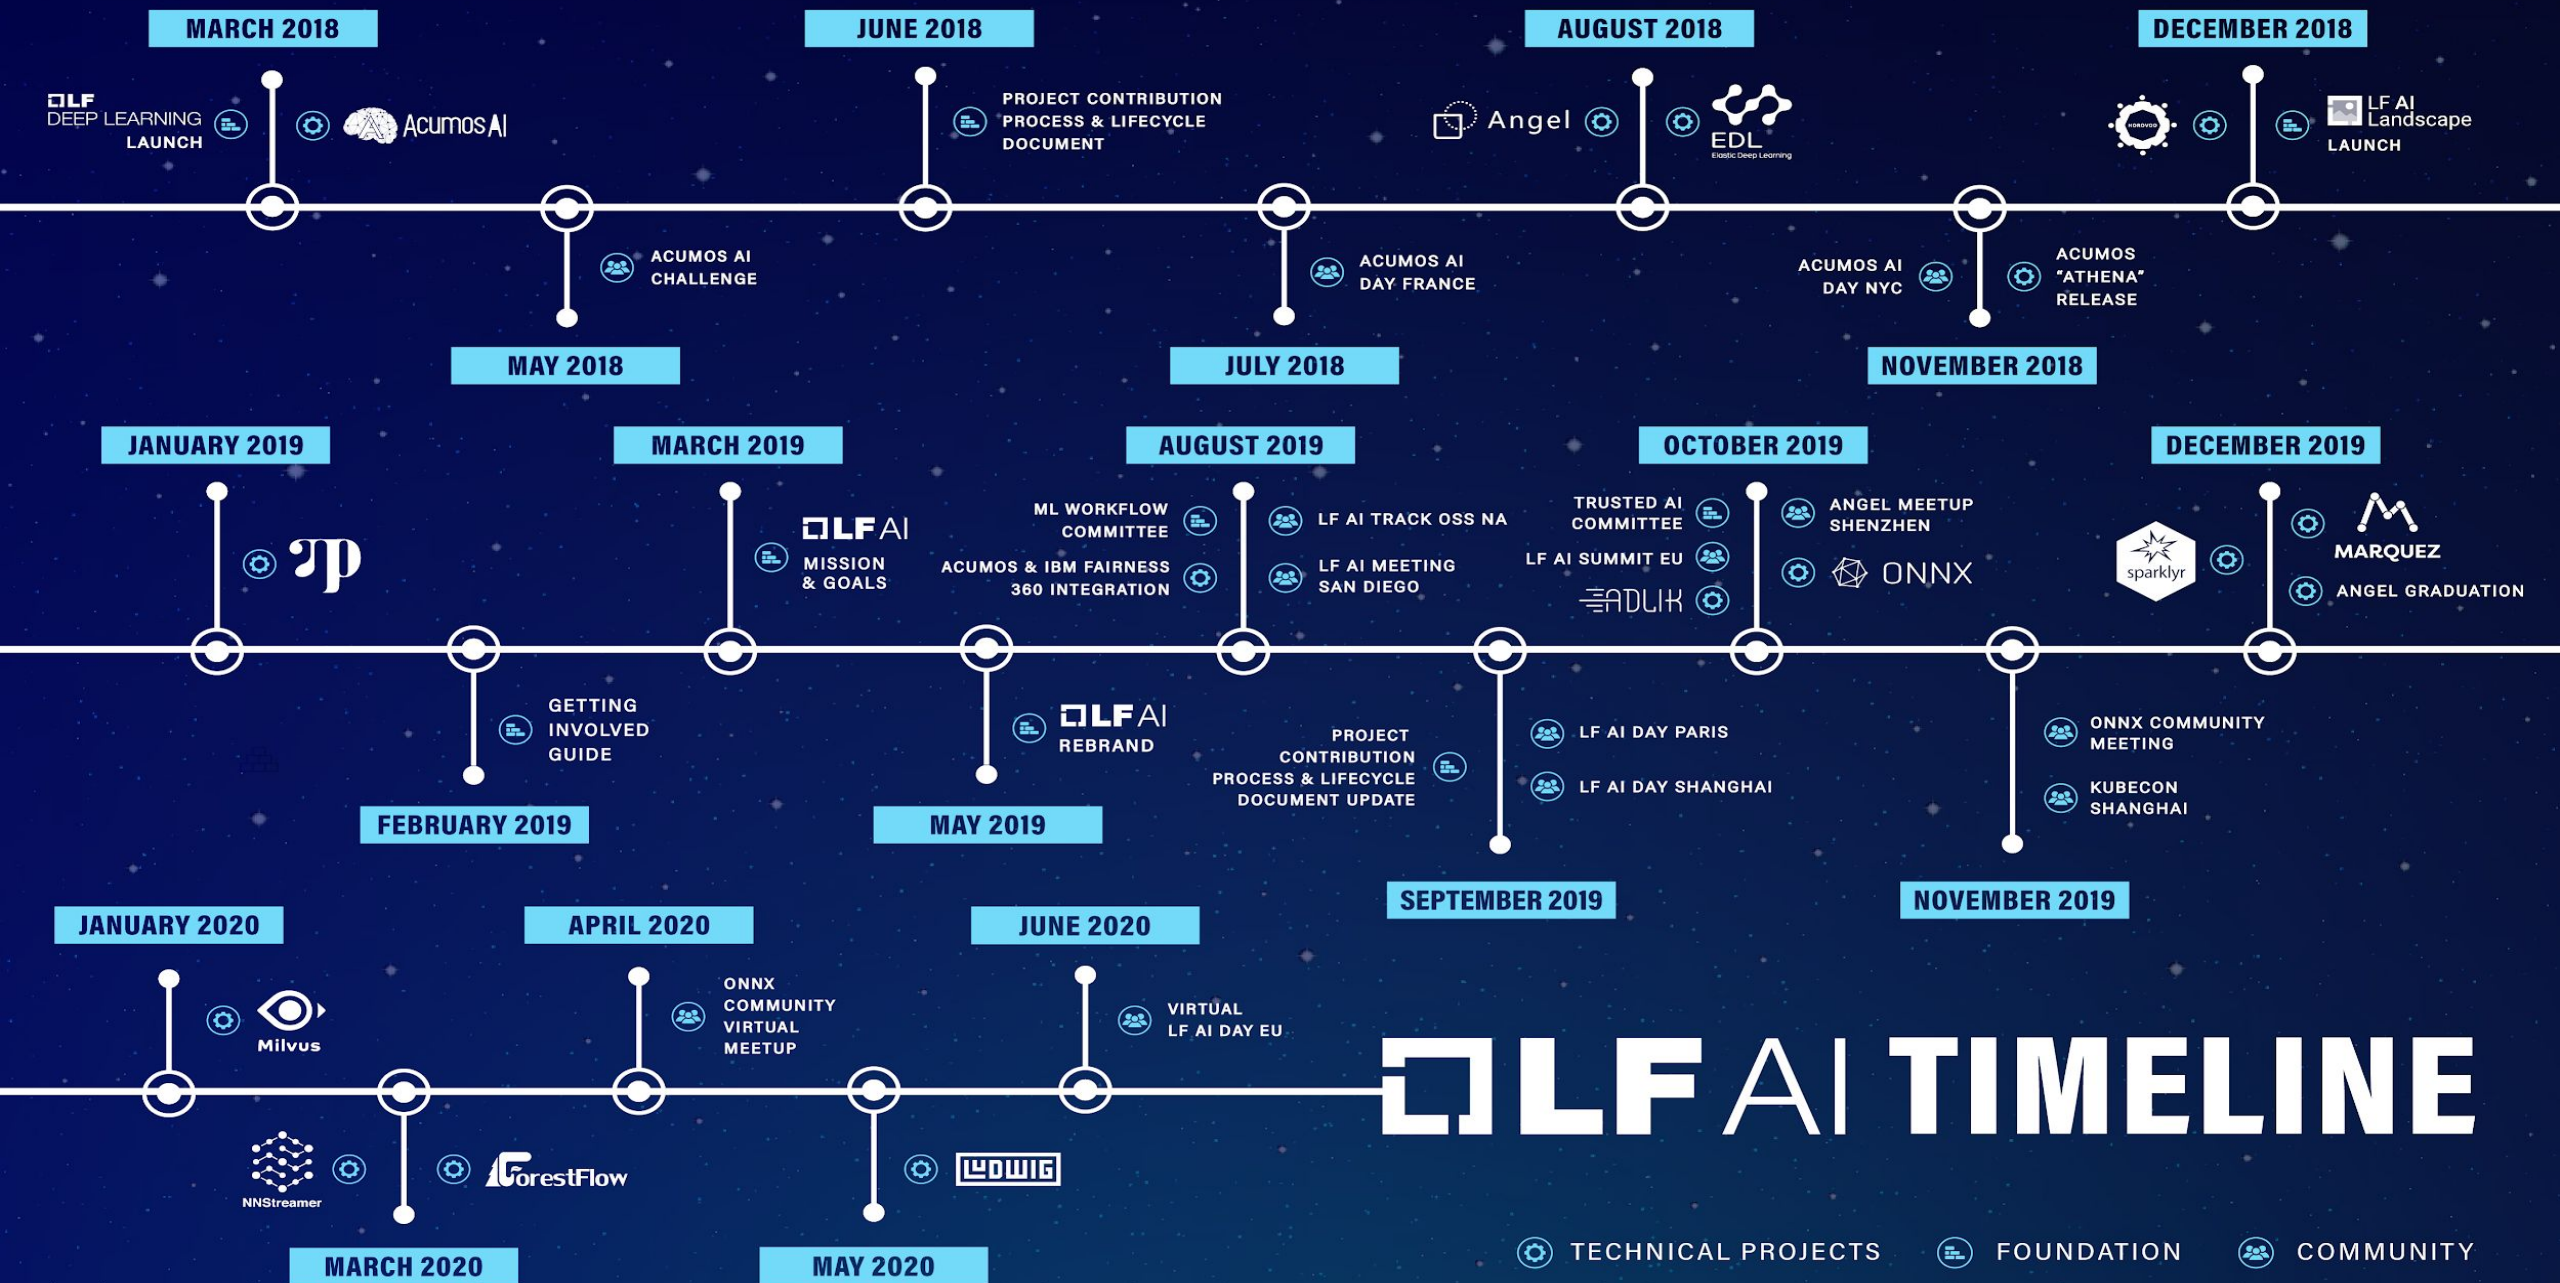 MARCH 2018
JUNE 2018
AUGUST 2018
DECEMBER 2018
LF
DEEP LEARNING
LAUNCH
Acumos AI
PROJECT CONTRIBUTION
PROCESS & LIFECYCLE
DOCUMENT
Angel
EDL
Elastic Deep Learning
HOROVOD
LF AI
Landscape
LAUNCH
ACUMOS AI
CHALLENGE
ACUMOS AI
DAY FRANCE
ACUMOS AI
DAY NYC
ACUMOS
"ATHENA"
RELEASE
MAY 2018
JULY 2018
NOVEMBER 2018
JANUARY 2019
MARCH 2019
AUGUST 2019
OCTOBER 2019
DECEMBER 2019
LF AI
MISSION
& GOALS
ML WORKFLOW
COMMITTEE
ACUMOS & IBM FAIRNESS
360 INTEGRATION
LF AI TRACK OSS NA
LF AI MEETING
SAN DIEGO
TRUSTED AI
COMMITTEE
LF AI SUMMIT EU
ADLIK
ANGEL MEETUP
SHENZHEN
ONNX
sparklyr
MARQUEZ
ANGEL GRADUATION
GETTING
INVOLVED
GUIDE
LF AI
REBRAND
PROJECT
CONTRIBUTION
PROCESS & LIFECYCLE
DOCUMENT UPDATE
LF AI DAY PARIS
LF AI DAY SHANGHAI
ONNX COMMUNITY
MEETING
KUBECON
SHANGHAI
FEBRUARY 2019
MAY 2019
SEPTEMBER 2019
NOVEMBER 2019
JANUARY 2020
APRIL 2020
JUNE 2020
Milvus
ONNX
COMMUNITY
VIRTUAL
MEETUP
VIRTUAL
LF AI DAY EU
NNStreamer
ForestFlow
LUDWIG
MARCH 2020
MAY 2020
LF AI TIMELINE
TECHNICAL PROJECTS
FOUNDATION
COMMUNITY